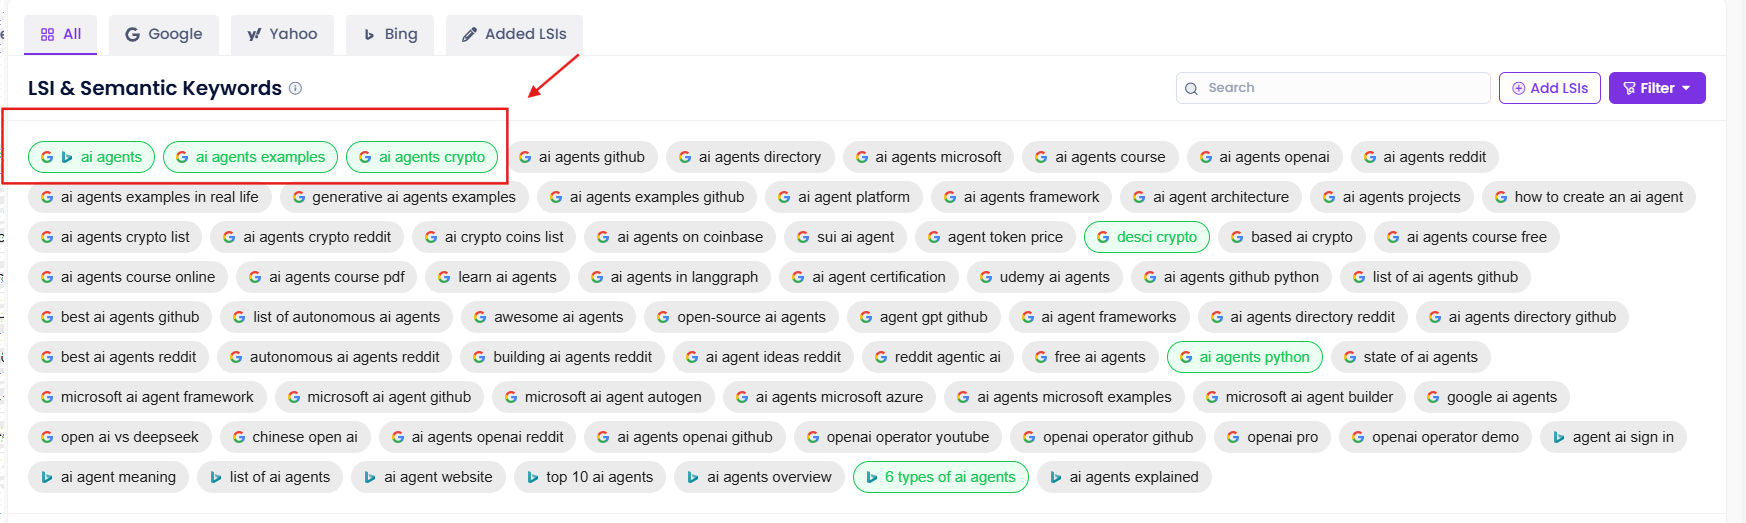 All Google Yahoo Bing Added LSIs
LSI & Semantic Keywords Search Add LSIs Filter
ai agents ai agents examples ai agents crypto ai agents github ai agents directory ai agents microsoft ai agents course ai agents openai ai agents reddit
ai agents examples in real life generative ai agents examples ai agents examples github ai agent platform ai agents framework ai agent architecture ai agents projects how to create an ai agent
ai agents crypto list ai agents crypto reddit ai crypto coins list ai agents on coinbase sui ai agent agent token price desci crypto based ai crypto ai agents course free
ai agents course online ai agents course pdf learn ai agents ai agents in langgraph ai agent certification udemy ai agents ai agents github python list of ai agents github
best ai agents github list of autonomous ai agents awesome ai agents open-source ai agents agent gpt github ai agent frameworks ai agents directory reddit ai agents directory github
best ai agents reddit autonomous ai agents reddit building ai agents reddit ai agent ideas reddit reddit agentic ai free ai agents ai agents python state of ai agents
microsoft ai agent framework microsoft ai agent github microsoft ai agent autogen ai agents microsoft azure ai agents microsoft examples microsoft ai agent builder google ai agents
open ai vs deepseek chinese open ai ai agents openai reddit ai agents openai github openai operator youtube openai operator github openai pro openai operator demo agent ai sign in
ai agent meaning list of ai agents ai agent website top 10 ai agents ai agents overview 6 types of ai agents ai agents explained